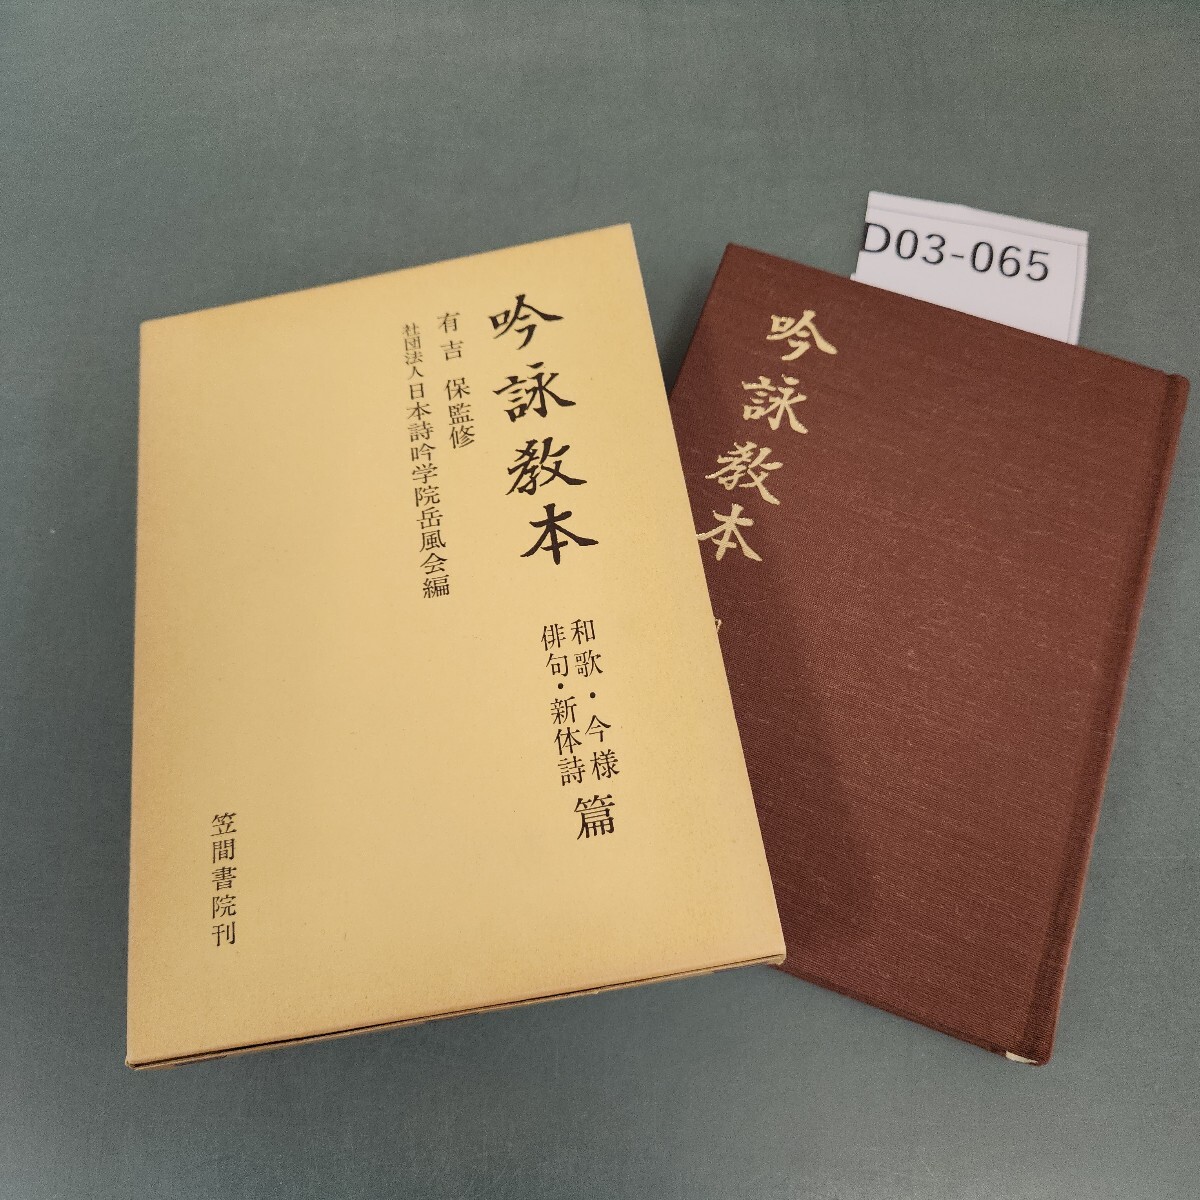 吟詠教本
和歌・今様
俳句・新体詩
篇
有吉 保監修
社団法人日本詩吟学院岳風会編
笠間書院刊
D03-065
吟詠教本